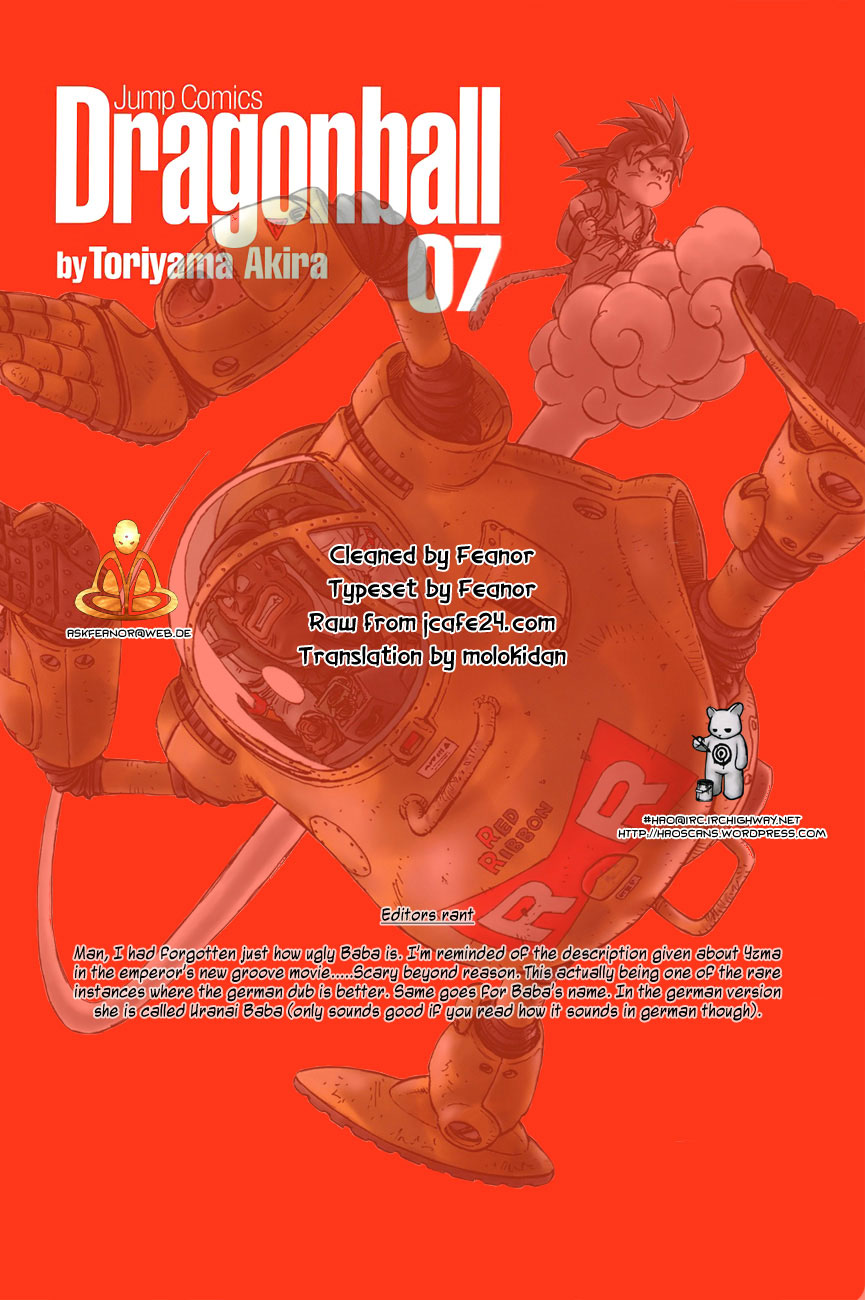 Jump Comics
Dragonball
by Toriyama Akira
07
Cleaned by Feanor
Typeset by Feanor
Raw from jcafe24.com
Translation by molokidan
ASKFEANOR@WEB.DE
#HAO@IRC.IRCHIGHWAY.NET
HTTP://HAOSCANS.WORDPRESS.COM
RED
RIBBON
R R
Editors rant
Man, I had forgotten just how ugly Baba is. I'm reminded of the description given about Yzma
in the emperor's new groove movie.....Scary beyond reason. This actually being one of the rare
instances where the german dub is better. Same goes for Baba's name. In the german version
she is called Uranai Baba (only sounds good if you read how it sounds in german though).